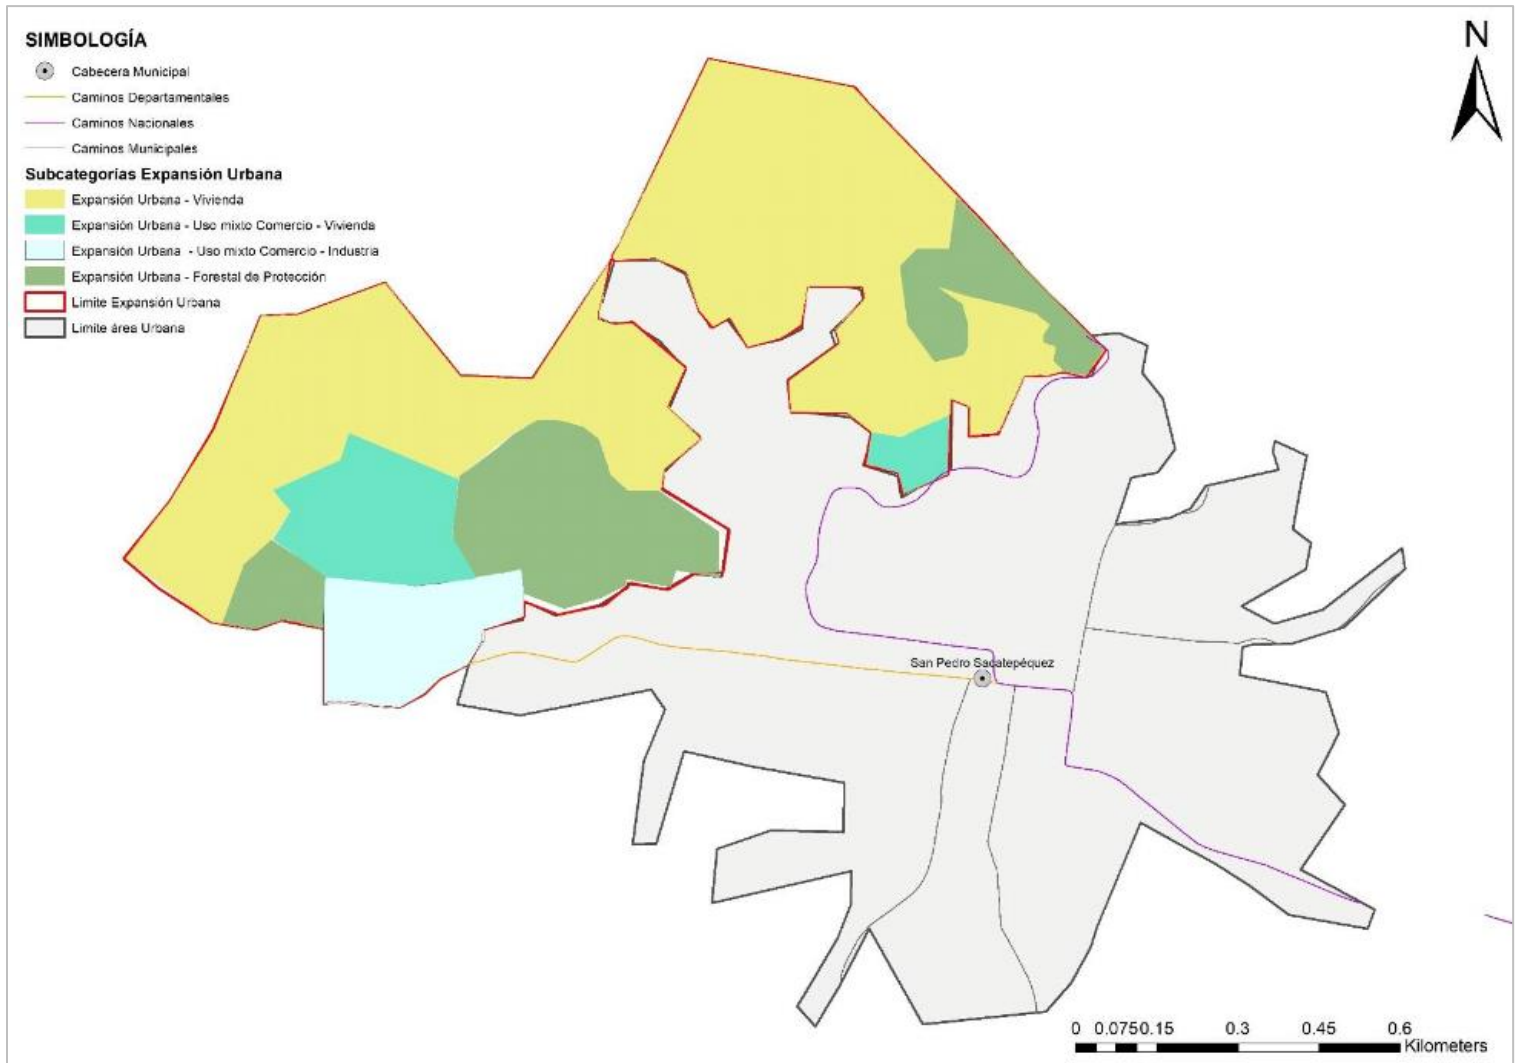 SIMBOLOGÍA
Cabecera Municipal
Caminos Departamentales
Caminos Nacionales
Caminos Municipales
Subcategorías Expansión Urbana
Expansión Urbana - Vivienda
Expansión Urbana - Uso mixto Comercio - Vivienda
Expansión Urbana - Uso mixto Comercio - Industria
Expansión Urbana - Forestal de Protección
Limite Expansión Urbana
Limite área Urbana
N
San Pedro Sacatepéquez
0 0.0750.15 0.3 0.45 0.6
Kilometers